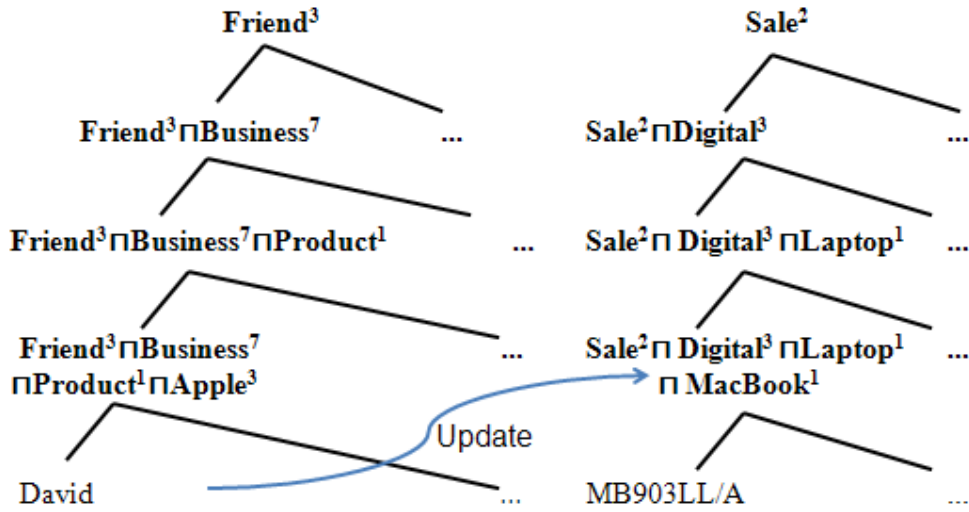 Friend³ Sale²
Friend³⊓Business⁷ ... Sale²⊓Digital³ ...
Friend³⊓Business⁷⊓Product¹ ... Sale²⊓ Digital³ ⊓Laptop¹ ...
Friend³⊓Business⁷ ... Sale²⊓ Digital³ ⊓Laptop¹ ...
⊓Product¹⊓Apple³ ⊓ MacBook¹
Update
David ... MB903LL/A ...